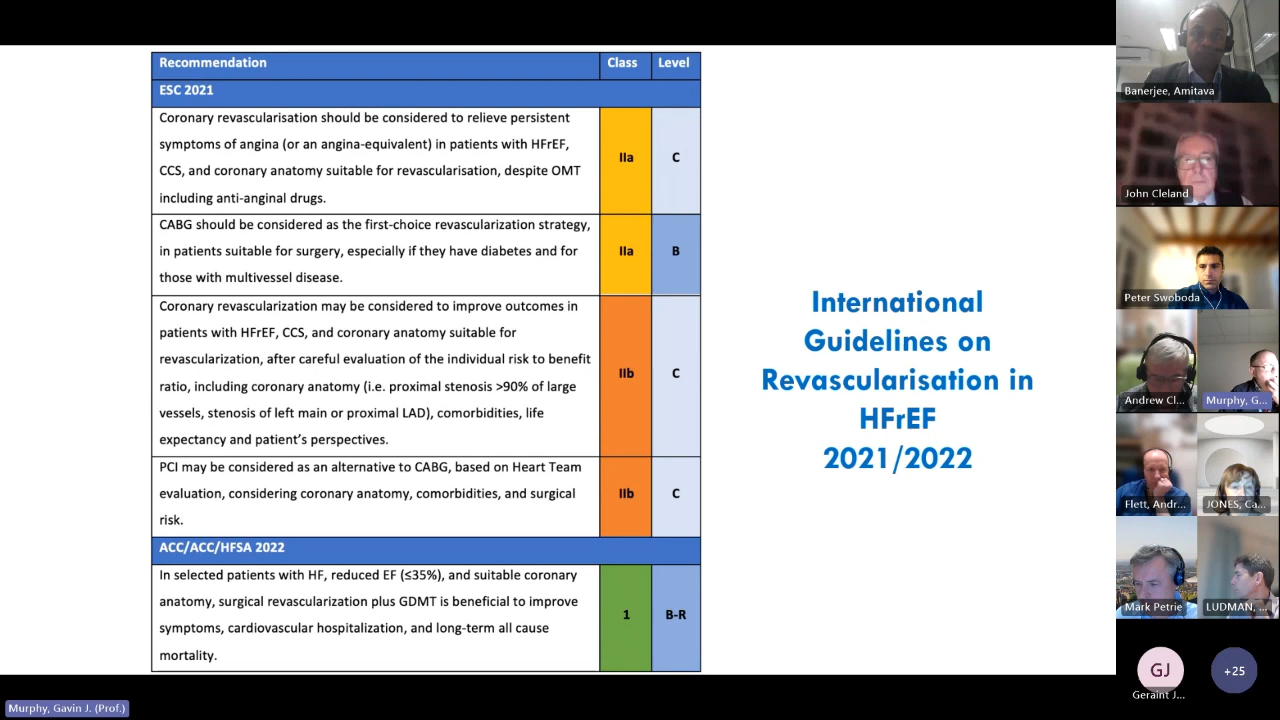 Recommendation Class Level
ESC 2021
Coronary revascularisation should be considered to relieve persistent
symptoms of angina (or an angina-equivalent) in patients with HFrEF,
CCS, and coronary anatomy suitable for revascularisation, despite OMT
including anti-anginal drugs.
IIa
C
CABG should be considered as the first-choice revascularization strategy,
in patients suitable for surgery, especially if they have diabetes and for
those with multivessel disease.
IIa
B
Coronary revascularization may be considered to improve outcomes in
patients with HFrEF, CCS, and coronary anatomy suitable for
revascularization, after careful evaluation of the individual risk to benefit
ratio, including coronary anatomy (i.e. proximal stenosis >90% of large
vessels, stenosis of left main or proximal LAD), comorbidities, life
expectancy and patient’s perspectives.
IIb
C
PCI may be considered as an alternative to CABG, based on Heart Team
evaluation, considering coronary anatomy, comorbidities, and surgical
risk.
IIb
C
ACC/ACC/HFSA 2022
In selected patients with HF, reduced EF (≤35%), and suitable coronary
anatomy, surgical revascularization plus GDMT is beneficial to improve
symptoms, cardiovascular hospitalization, and long-term all cause
mortality.
1
B-R
International
Guidelines on
Revascularisation in
HFrEF
2021/2022
Banerjee, Amitava
John Cleland
Peter Swoboda
Andrew Cl...
Murphy, G...
Flett, Andr...
JONES, Ca...
Mark Petrie
LUDMAN, ...
GJ
Geraint J...
+25
Murphy, Gavin J. (Prof.)